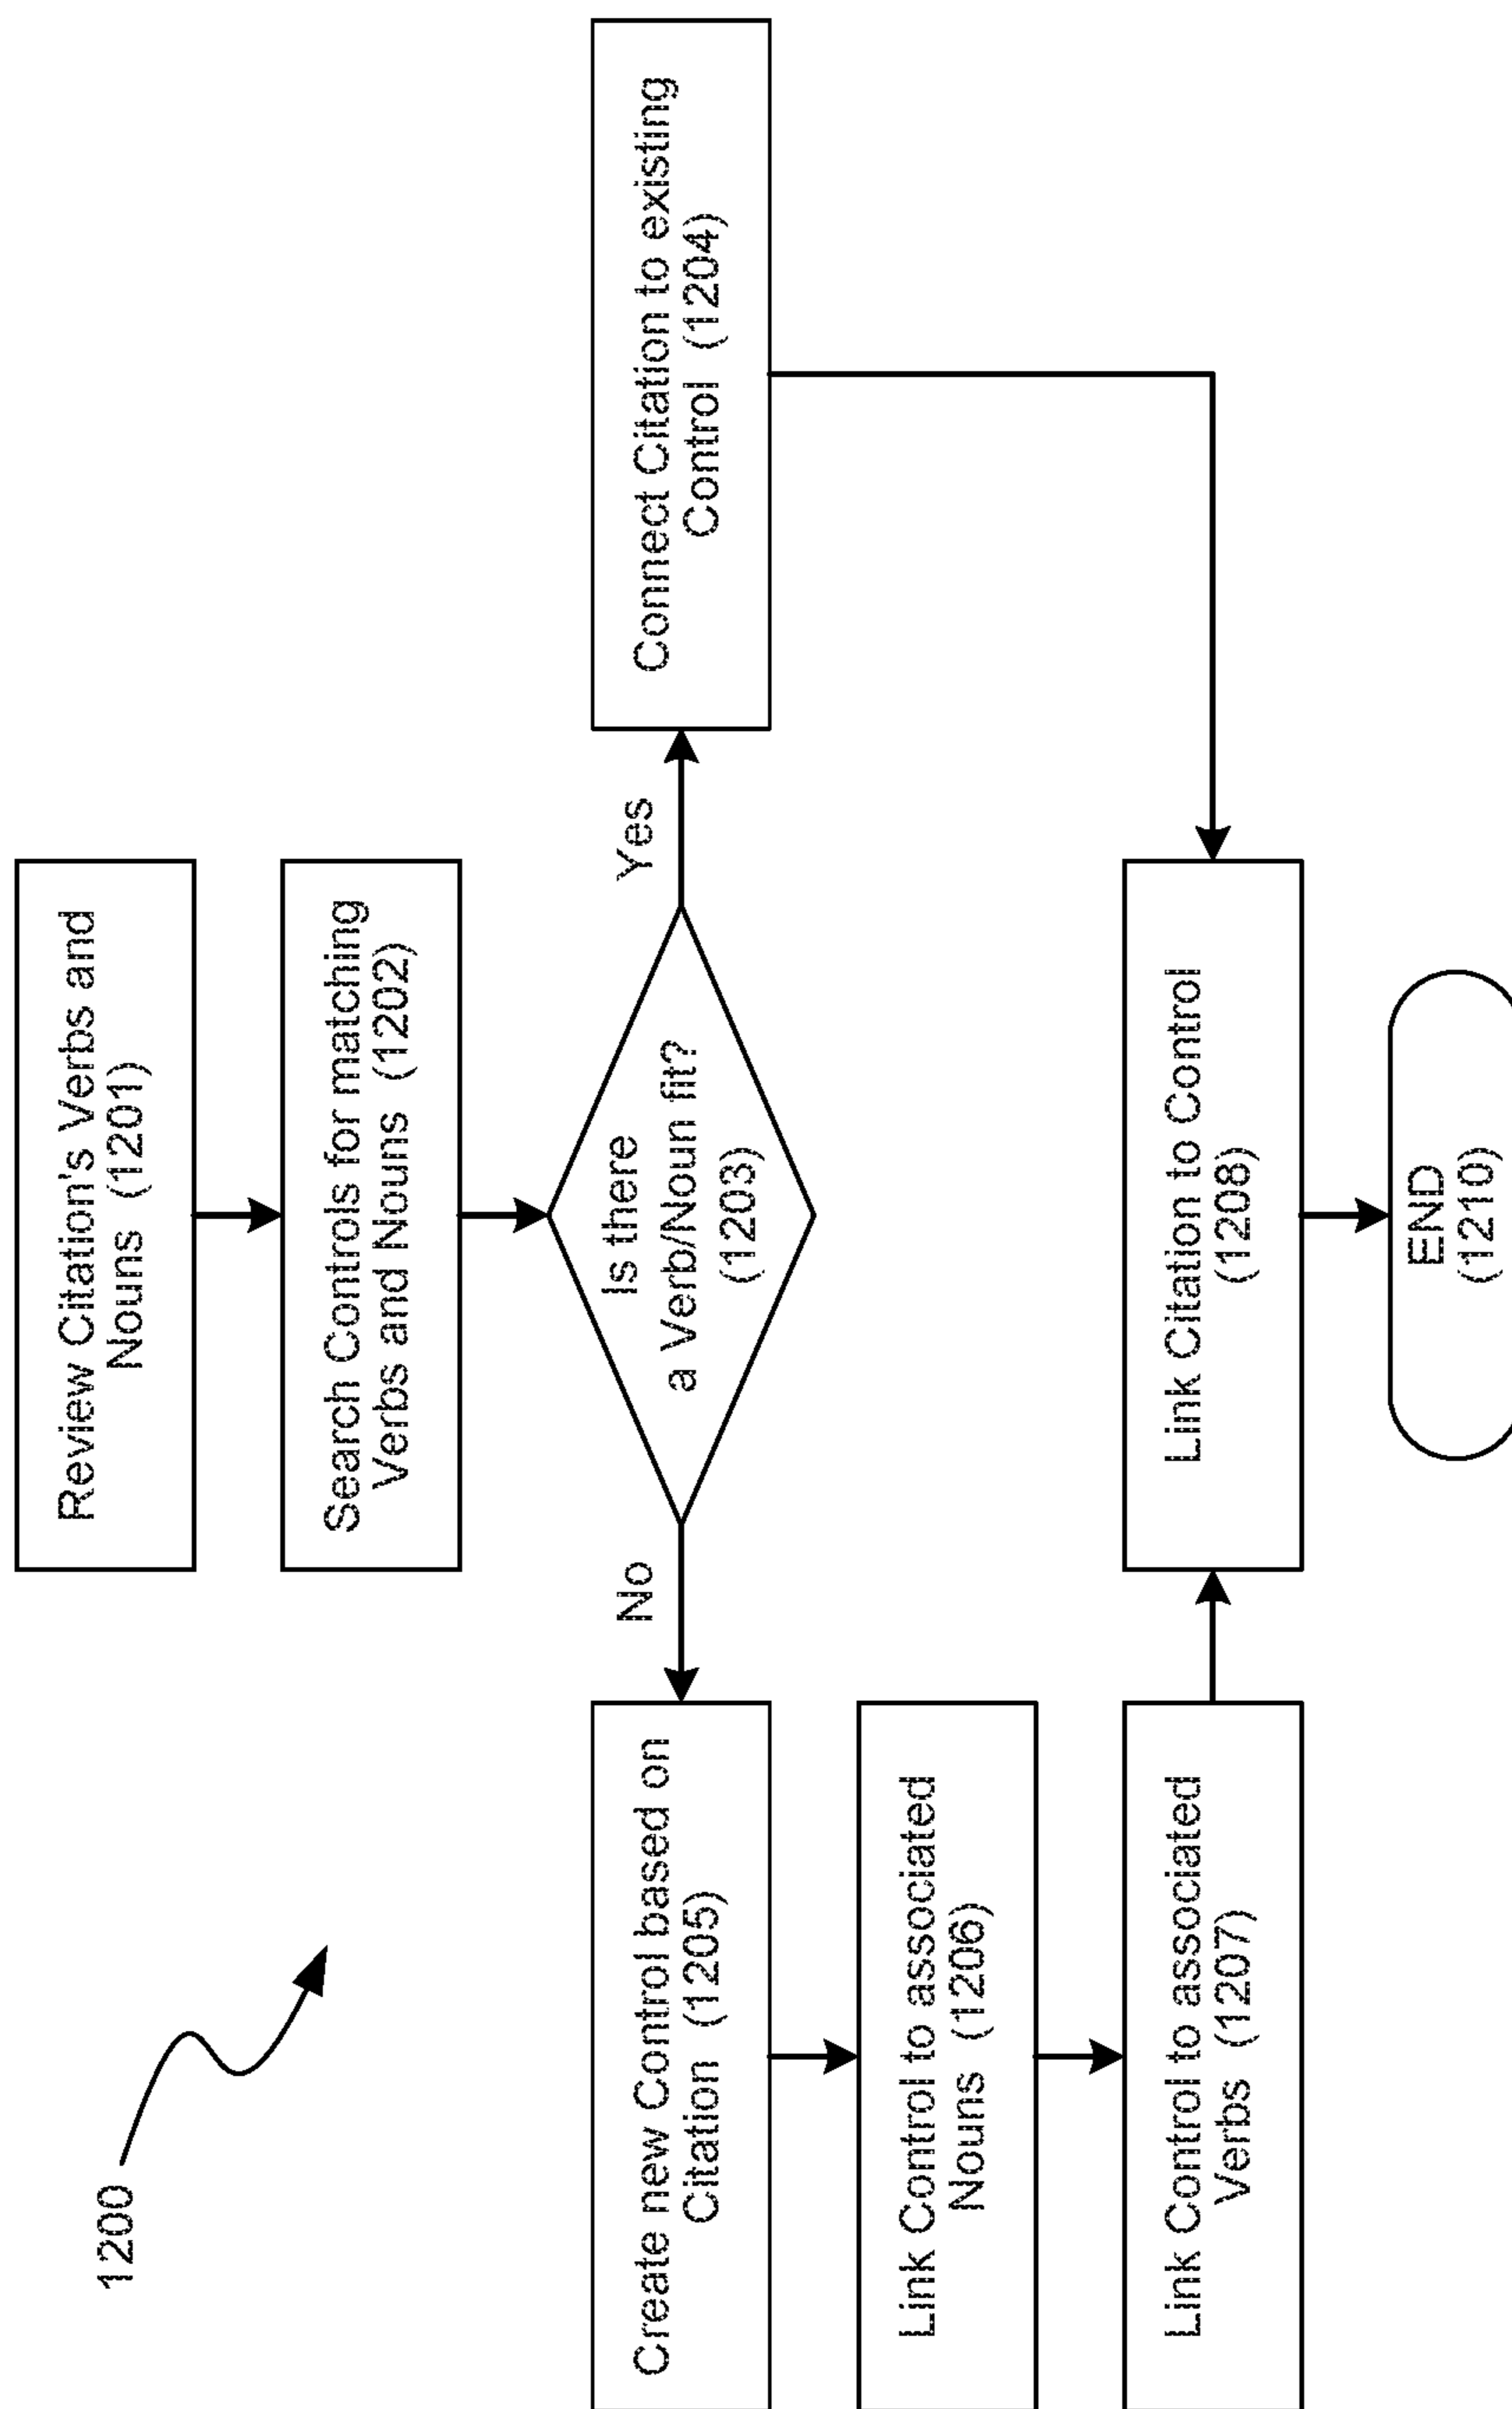 1200
Review Citation's Verbs and
Nouns (1201)
Search Controls for matching
Verbs and Nouns (1202)
Is there
a Verb/Noun fit?
(1203)
No
Yes
Create new Control based on
Citation (1205)
Connect Citation to existing
Control (1204)
Link Control to associated
Nouns (1206)
Link Control to associated
Verbs (1207)
Link Citation to Control
(1208)
END
(1210)